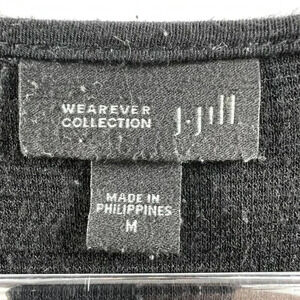 WEAREVER
COLLECTION
J.Jill
MADE IN
PHILIPPINES
M